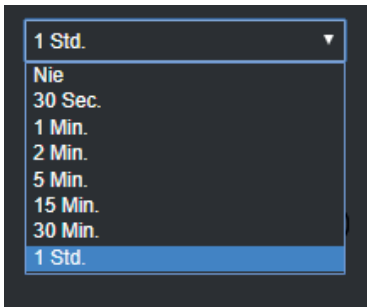 1 Std.
Nie
30 Sec.
1 Min.
2 Min.
5 Min.
15 Min.
30 Min.
1 Std.